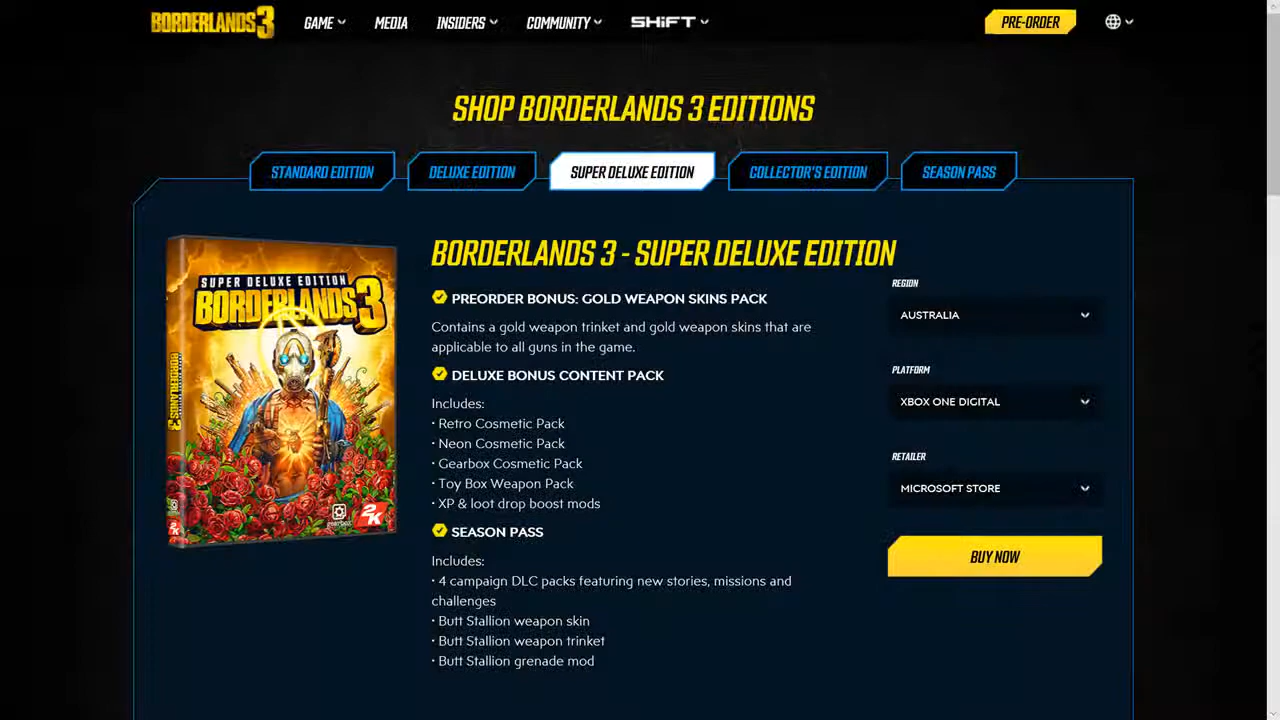 BORDERLANDS 3
GAME
MEDIA
INSIDERS
COMMUNITY
SHiFT
PRE-ORDER
SHOP BORDERLANDS 3 EDITIONS
STANDARD EDITION
DELUXE EDITION
SUPER DELUXE EDITION
COLLECTOR'S EDITION
SEASON PASS
SUPER DELUXE EDITION
BORDERLANDS 3
BORDERLANDS 3
gearbox
2K
2K
BORDERLANDS 3 - SUPER DELUXE EDITION
PREORDER BONUS: GOLD WEAPON SKINS PACK
Contains a gold weapon trinket and gold weapon skins that are
applicable to all guns in the game.
DELUXE BONUS CONTENT PACK
Includes:
• Retro Cosmetic Pack
• Neon Cosmetic Pack
• Gearbox Cosmetic Pack
• Toy Box Weapon Pack
• XP & loot drop boost mods
SEASON PASS
Includes:
• 4 campaign DLC packs featuring new stories, missions and
challenges
• Butt Stallion weapon skin
• Butt Stallion weapon trinket
• Butt Stallion grenade mod
REGION
AUSTRALIA
PLATFORM
XBOX ONE DIGITAL
RETAILER
MICROSOFT STORE
BUY NOW